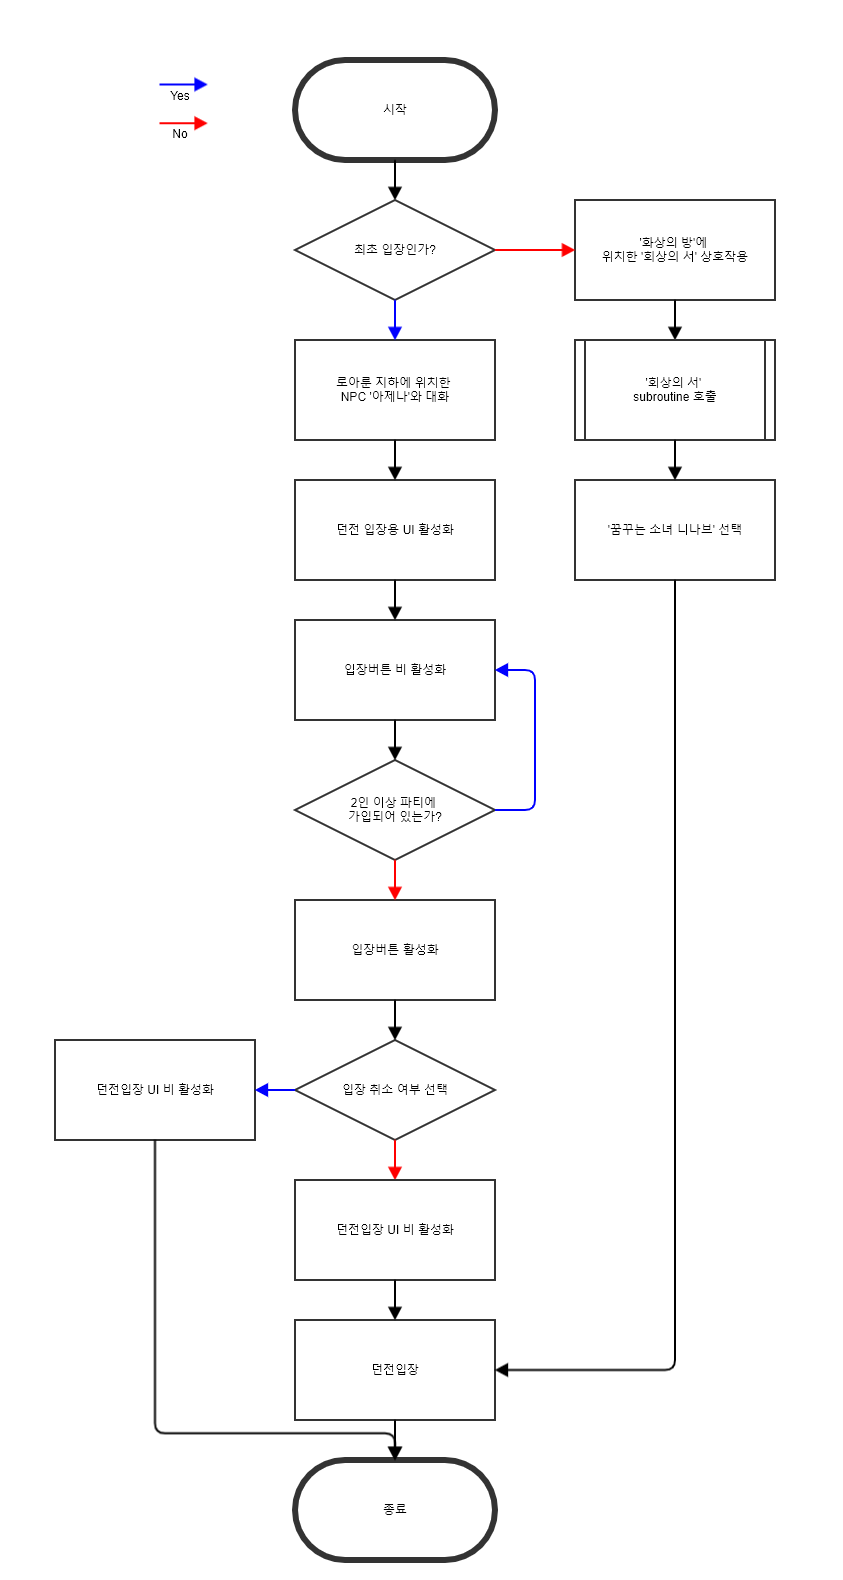 Yes
No
시작
최초 입장인가?
'화상의 방'에
위치한 '회상의 서' 상호작용
로아룬 지하에 위치한
NPC '아제나'와 대화
'회상의 서'
subroutine 호출
던전 입장용 UI 활성화
'꿈꾸는 소녀 니나브' 선택
입장버튼 비 활성화
2인 이상 파티에
가입되어 있는가?
입장버튼 활성화
던전입장 UI 비 활성화
입장 취소 여부 선택
던전입장 UI 비 활성화
던전입장
종료